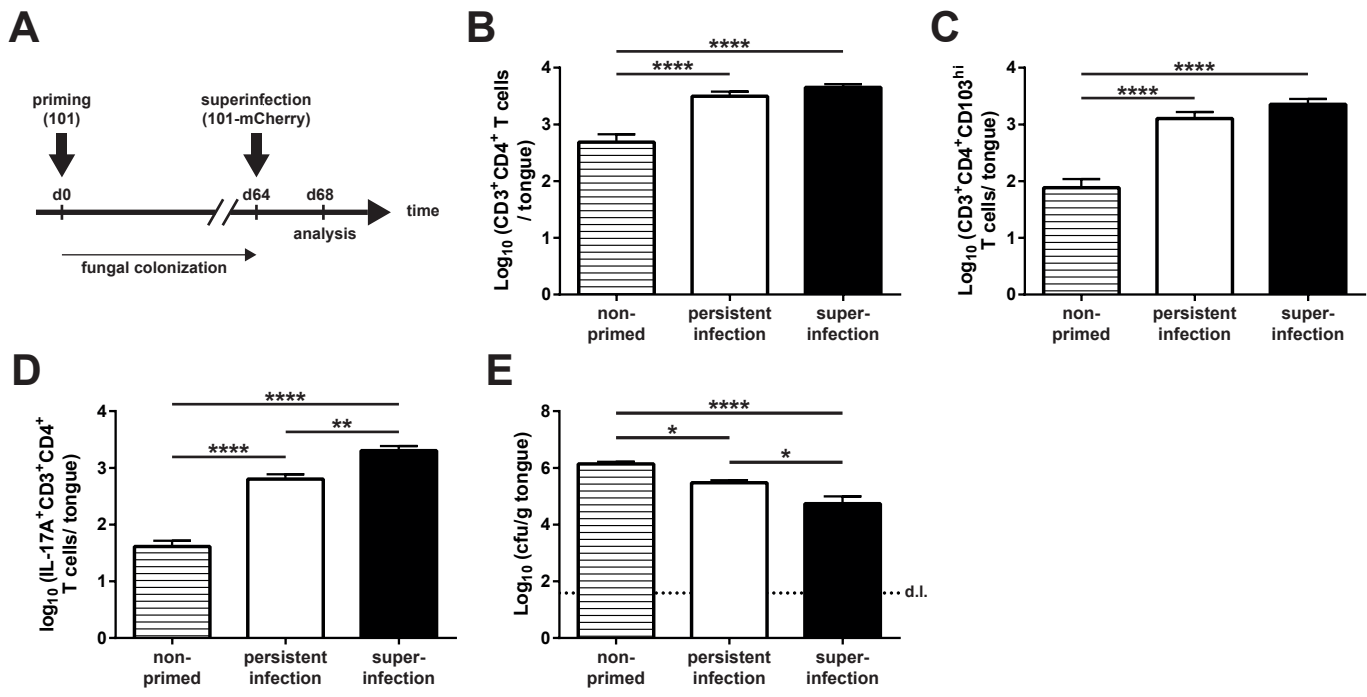 A
priming
(101)
superinfection
(101-mCherry)
d0
d64
d68
time
analysis
fungal colonization
B
Log10 (CD3+CD4+ T cells
/ tongue)
4
3
2
1
0
****
****
non-
primed
persistent
infection
super-
infection
C
Log10 (CD3+CD4+CD103hi
T cells/ tongue)
4
3
2
1
0
****
****
non-
primed
persistent
infection
super-
infection
D
log10 (IL-17A+CD3+CD4+
T cells/ tongue)
4
3
2
1
0
****
**
****
non-
primed
persistent
infection
super-
infection
E
Log10 (cfu/g tongue)
8
6
4
2
0
****
*
*
d.l.
non-
primed
persistent
infection
super-
infection